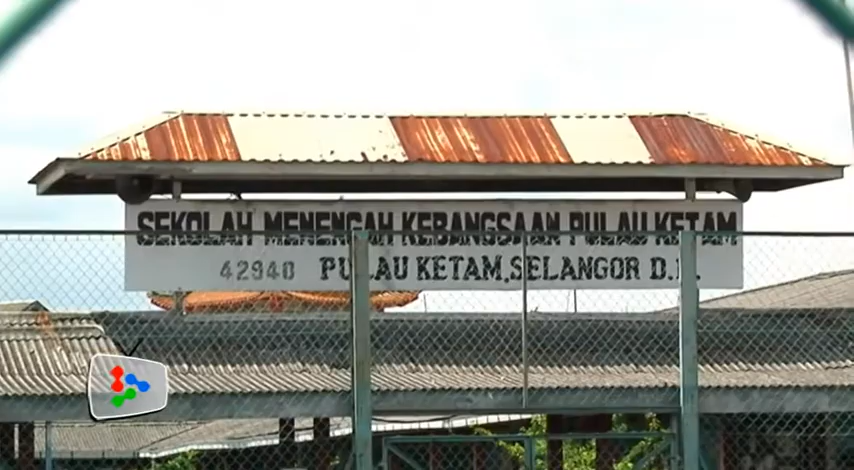 SEKOLAH MENENGAH KEBANGSAAN PULAU KETAM
42940 PULAU KETAM, SELANGOR D.E.